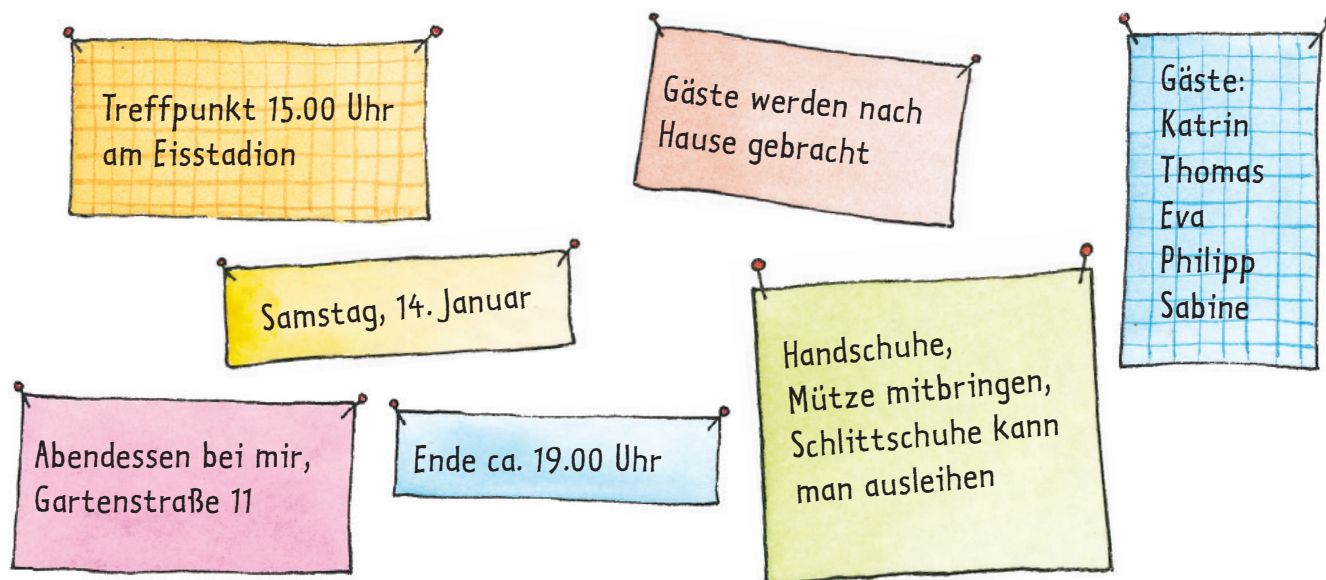 Treffpunkt 15.00 Uhr
am Eisstadion
Gäste werden nach
Hause gebracht
Gäste:
Katrin
Thomas
Eva
Philipp
Sabine
Samstag, 14. Januar
Handschuhe,
Mütze mitbringen,
Schlittschuhe kann
man ausleihen
Abendessen bei mir,
Gartenstraße 11
Ende ca. 19.00 Uhr